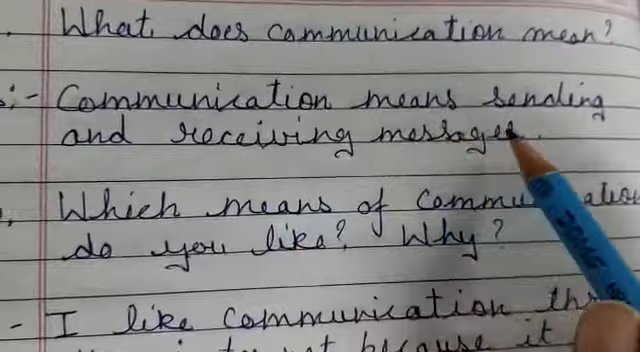 What does communication mean?
:- Communication means sending
and receiving messages.
Which means of
do you like? Why?
- I like communication
because it